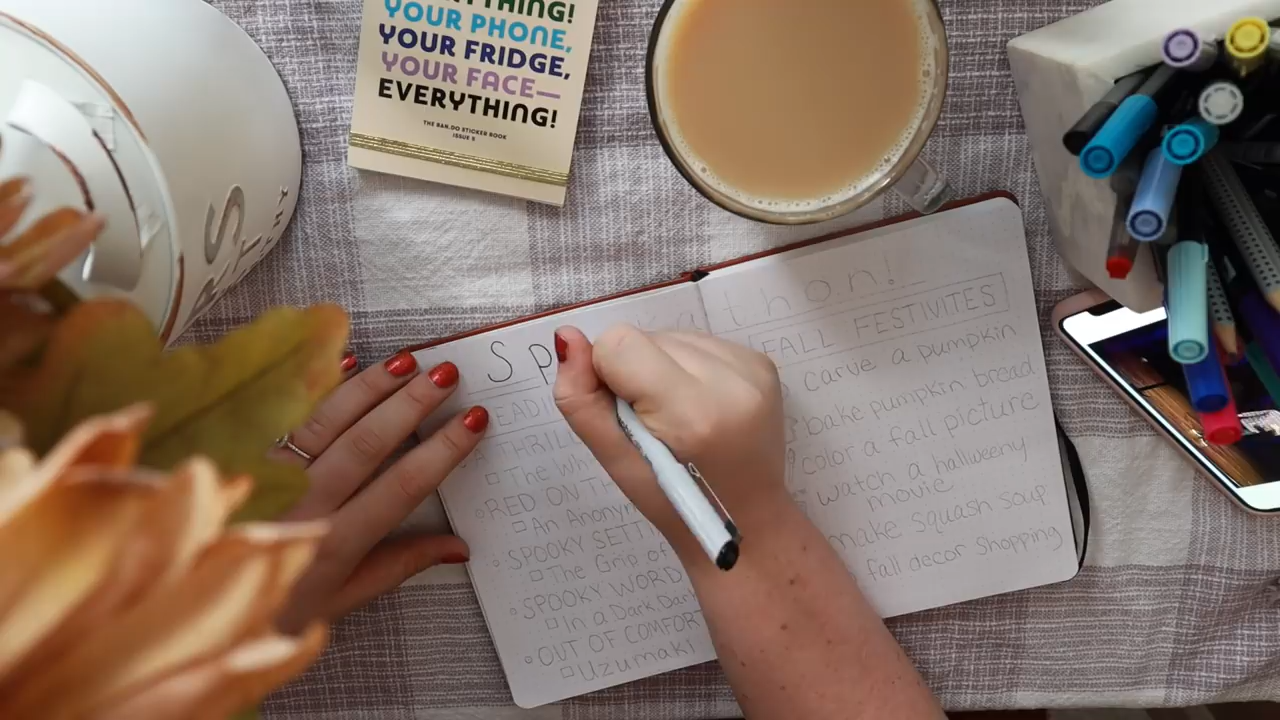 YOUR PHONE,
YOUR FRIDGE,
YOUR FACE—
EVERYTHING!
THE BAN.DO STICKER BOOK
ISSUE
Sp
thon!
FALL FESTIVITES
carve a pumpkin
bake pumpkin bread
color a fall picture
watch a halloweeny
movie
make squash soup
fall decor shopping
A THRILL
The Wh
RED ON TH
An Anonym
SPOOKY SETT
The Grip of
SPOOKY WORD
In a Dark Dar
OUT OF COMFOR
Uzumaki